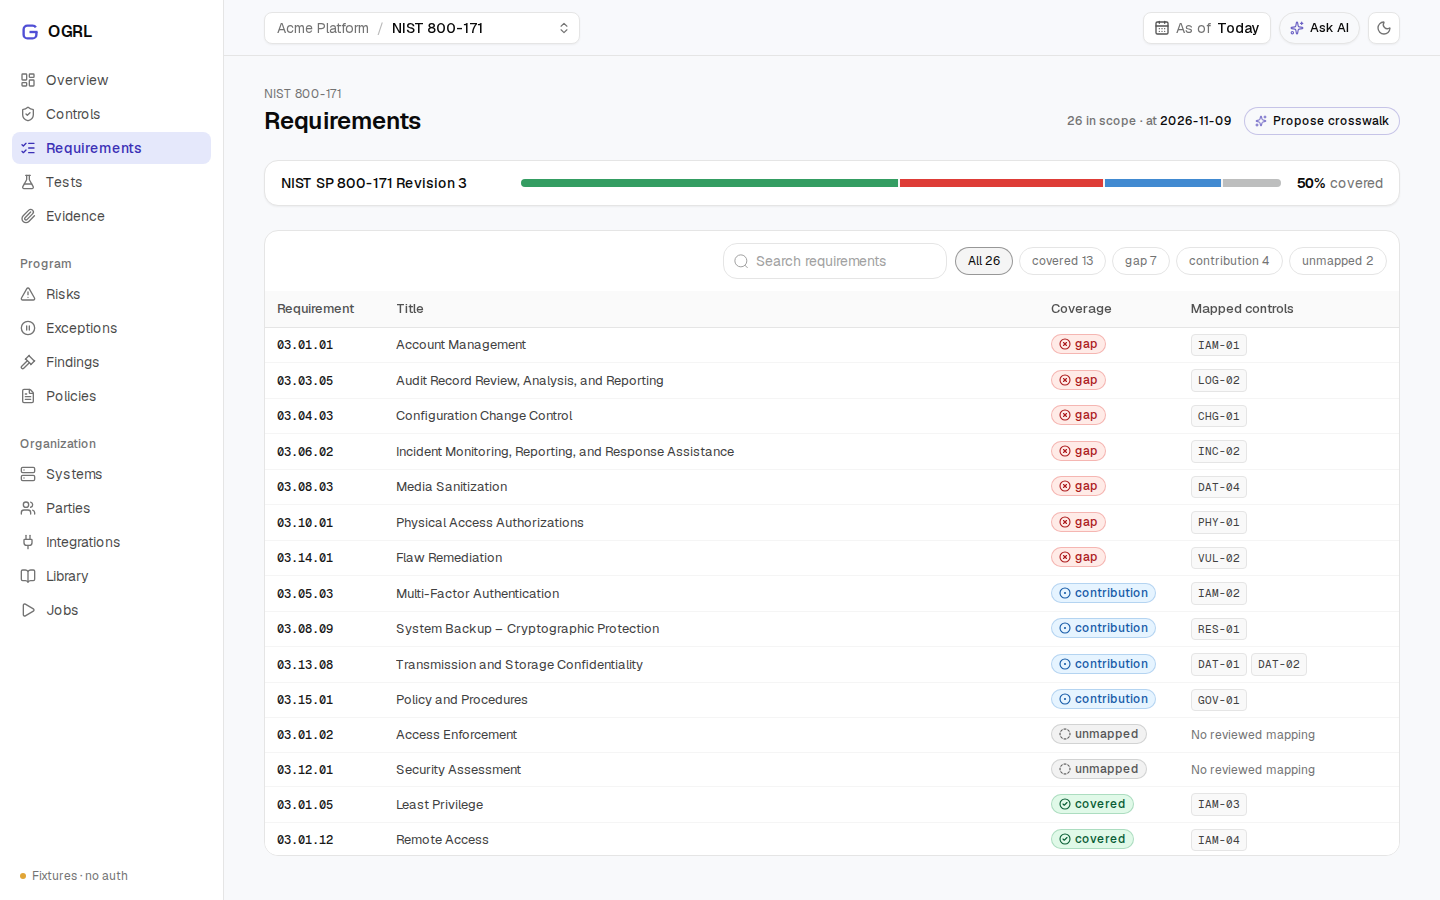 OGRL
Acme Platform / NIST 800-171
As of Today
Ask AI
Overview
Controls
Requirements
Tests
Evidence
Program
Risks
Exceptions
Findings
Policies
Organization
Systems
Parties
Integrations
Library
Jobs
Fixtures · no auth
NIST 800-171
Requirements
26 in scope · at 2026-11-09
Propose crosswalk
NIST SP 800-171 Revision 3
50% covered
Search requirements
All 26
covered 13
gap 7
contribution 4
unmapped 2
Requirement Title Coverage Mapped controls
03.01.01 Account Management gap IAM-01
03.03.05 Audit Record Review, Analysis, and Reporting gap LOG-02
03.04.03 Configuration Change Control gap CHG-01
03.06.02 Incident Monitoring, Reporting, and Response Assistance gap INC-02
03.08.03 Media Sanitization gap DAT-04
03.10.01 Physical Access Authorizations gap PHY-01
03.14.01 Flaw Remediation gap VUL-02
03.05.03 Multi-Factor Authentication contribution IAM-02
03.08.09 System Backup – Cryptographic Protection contribution RES-01
03.13.08 Transmission and Storage Confidentiality contribution DAT-01 DAT-02
03.15.01 Policy and Procedures contribution GOV-01
03.01.02 Access Enforcement unmapped No reviewed mapping
03.12.01 Security Assessment unmapped No reviewed mapping
03.01.05 Least Privilege covered IAM-03
03.01.12 Remote Access covered IAM-04